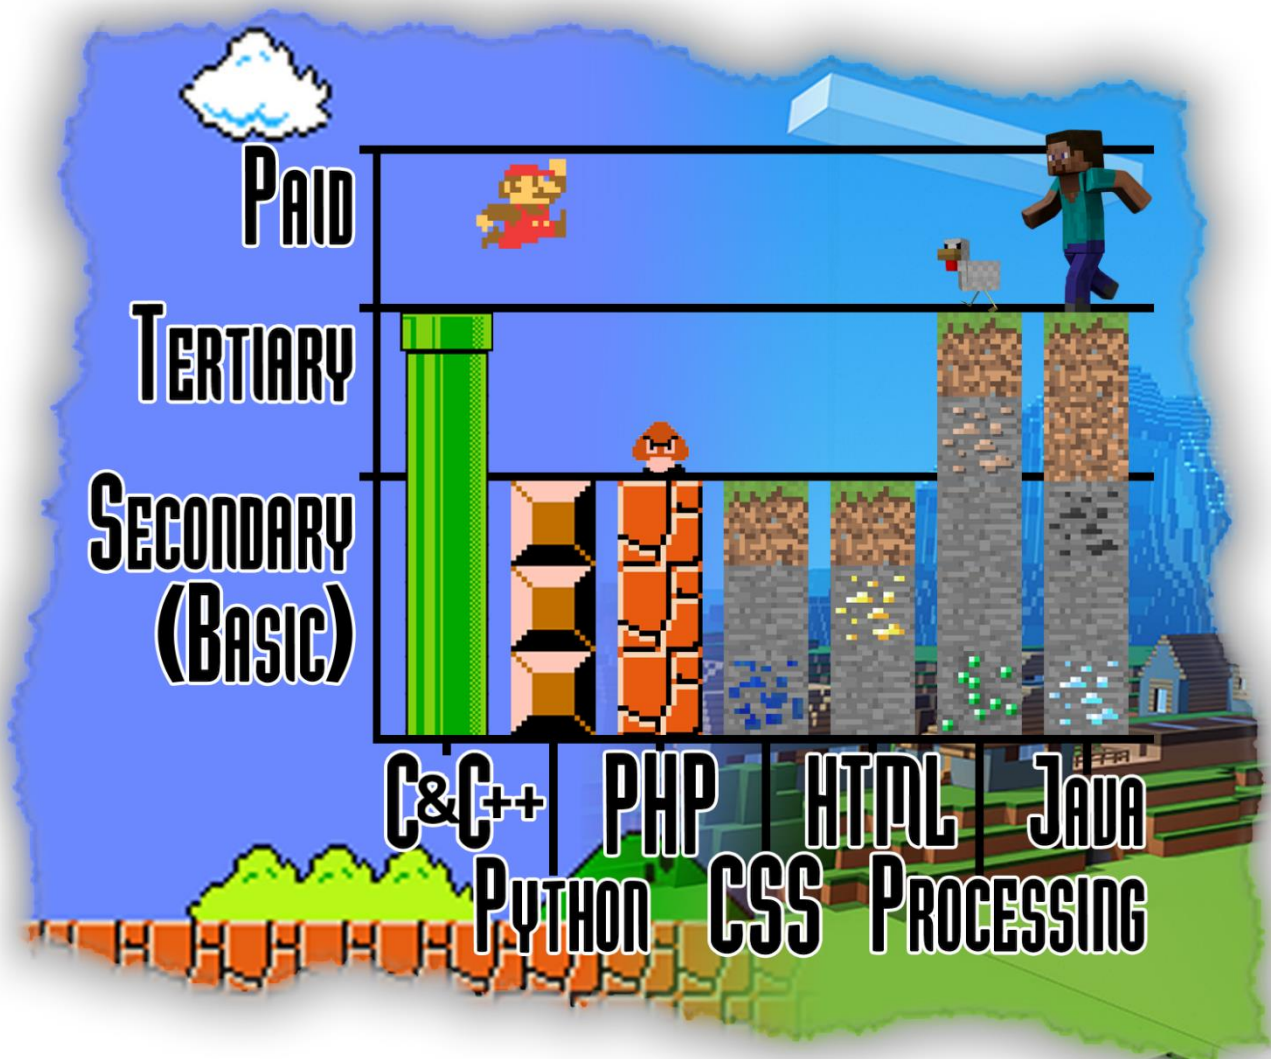 Paid
Tertiary
Secondary
(Basic)
C&C++ PHP HTML Java
Python CSS Processing